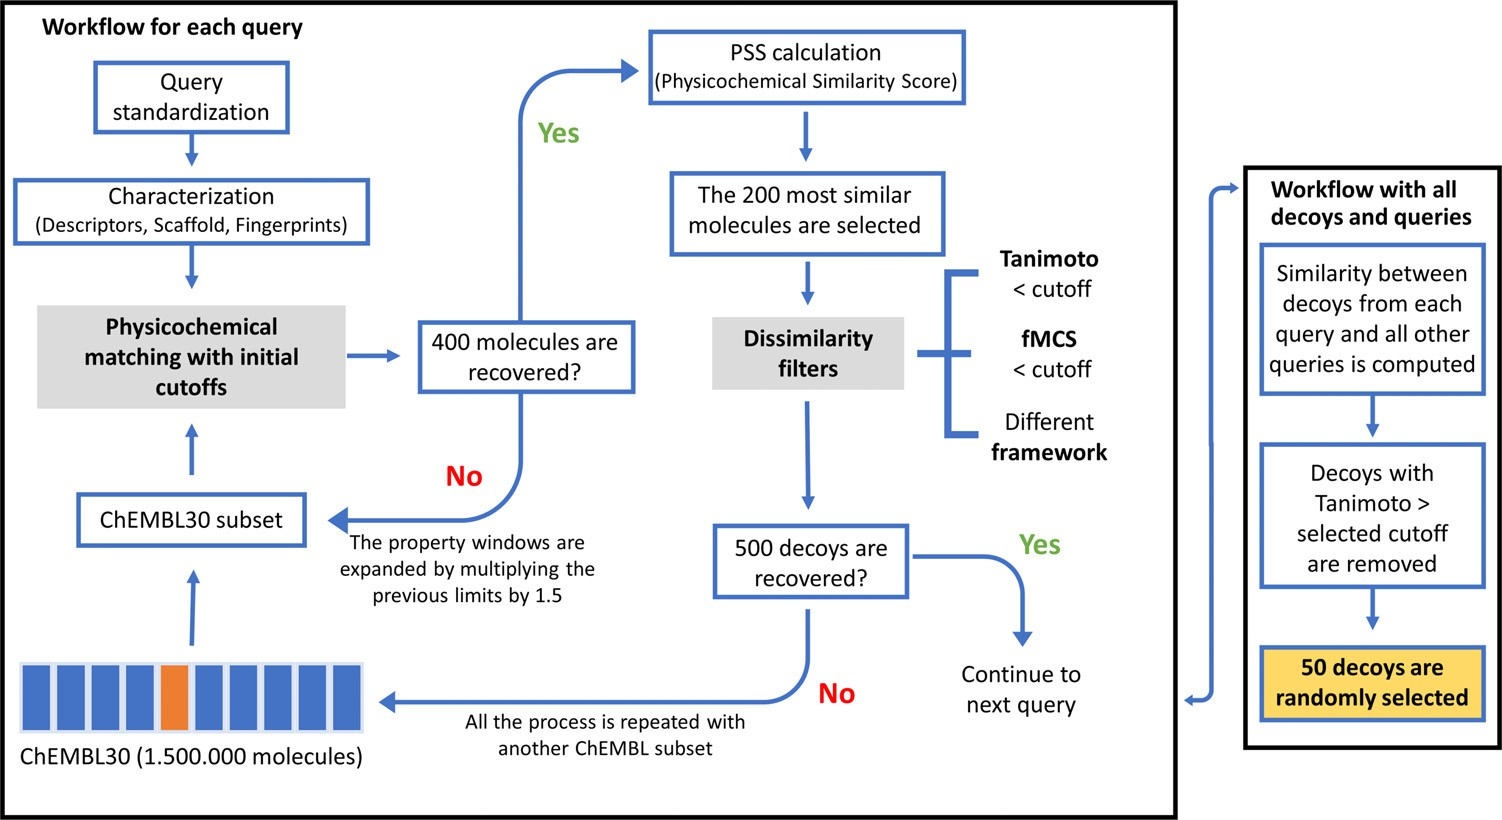 Workflow for each query
Query
standardization
Characterization
(Descriptors, Scaffold, Fingerprints)
Physicochemical
matching with initial
cutoffs
ChEMBL30 subset
ChEMBL30 (1.500.000 molecules)
400 molecules are
recovered?
Yes
No
The property windows are
expanded by multiplying the
previous limits by 1.5
PSS calculation
(Physicochemical Similarity Score)
The 200 most similar
molecules are selected
Dissimilarity
filters
Tanimoto
< cutoff
fMCS
< cutoff
Different
framework
500 decoys are
recovered?
Yes
Continue to
next query
No
All the process is repeated with
another ChEMBL subset
Workflow with all
decoys and queries
Similarity between
decoys from each
query and all other
queries is computed
Decoys with
Tanimoto >
selected cutoff
are removed
50 decoys are
randomly selected